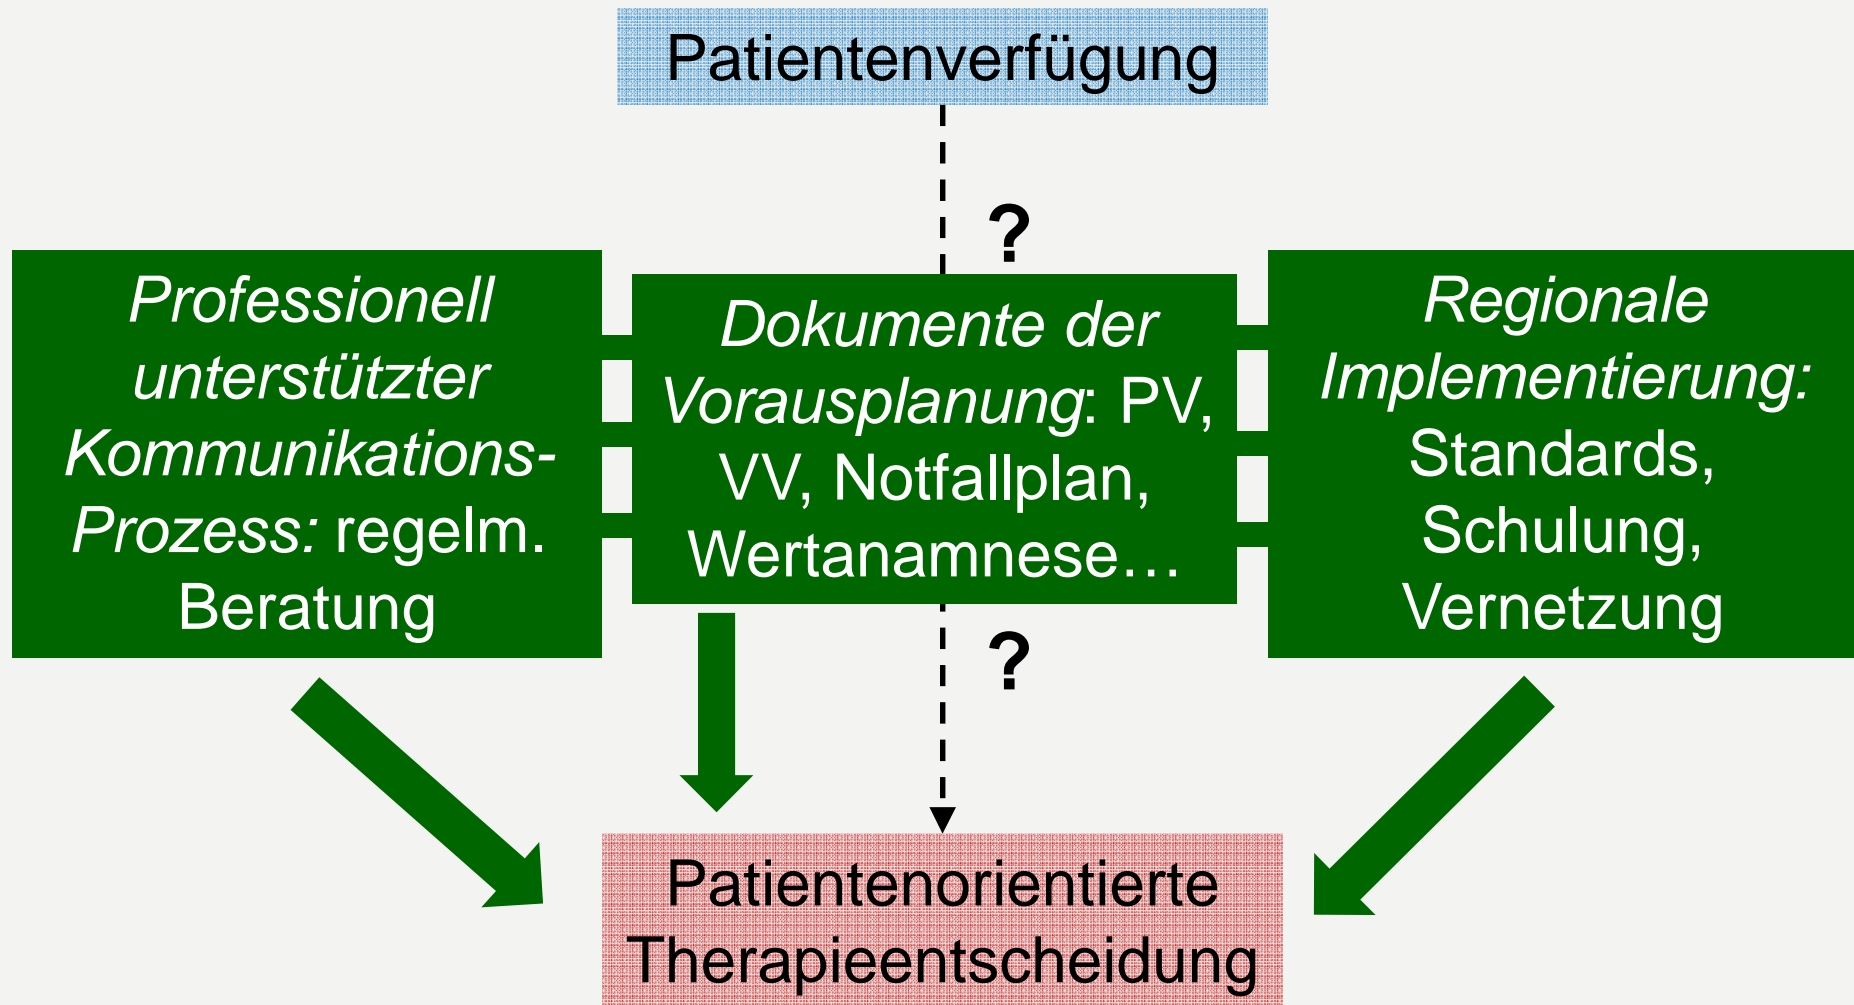 Patientenverfügung
?
Professionell
unterstützter
Kommunikations-
Prozess: regelm.
Beratung
Dokumente der
Vorausplanung: PV,
VV, Notfallplan,
Wertanamnese…
Regionale
Implementierung:
Standards,
Schulung,
Vernetzung
?
Patientenorientierte
Therapieentscheidung